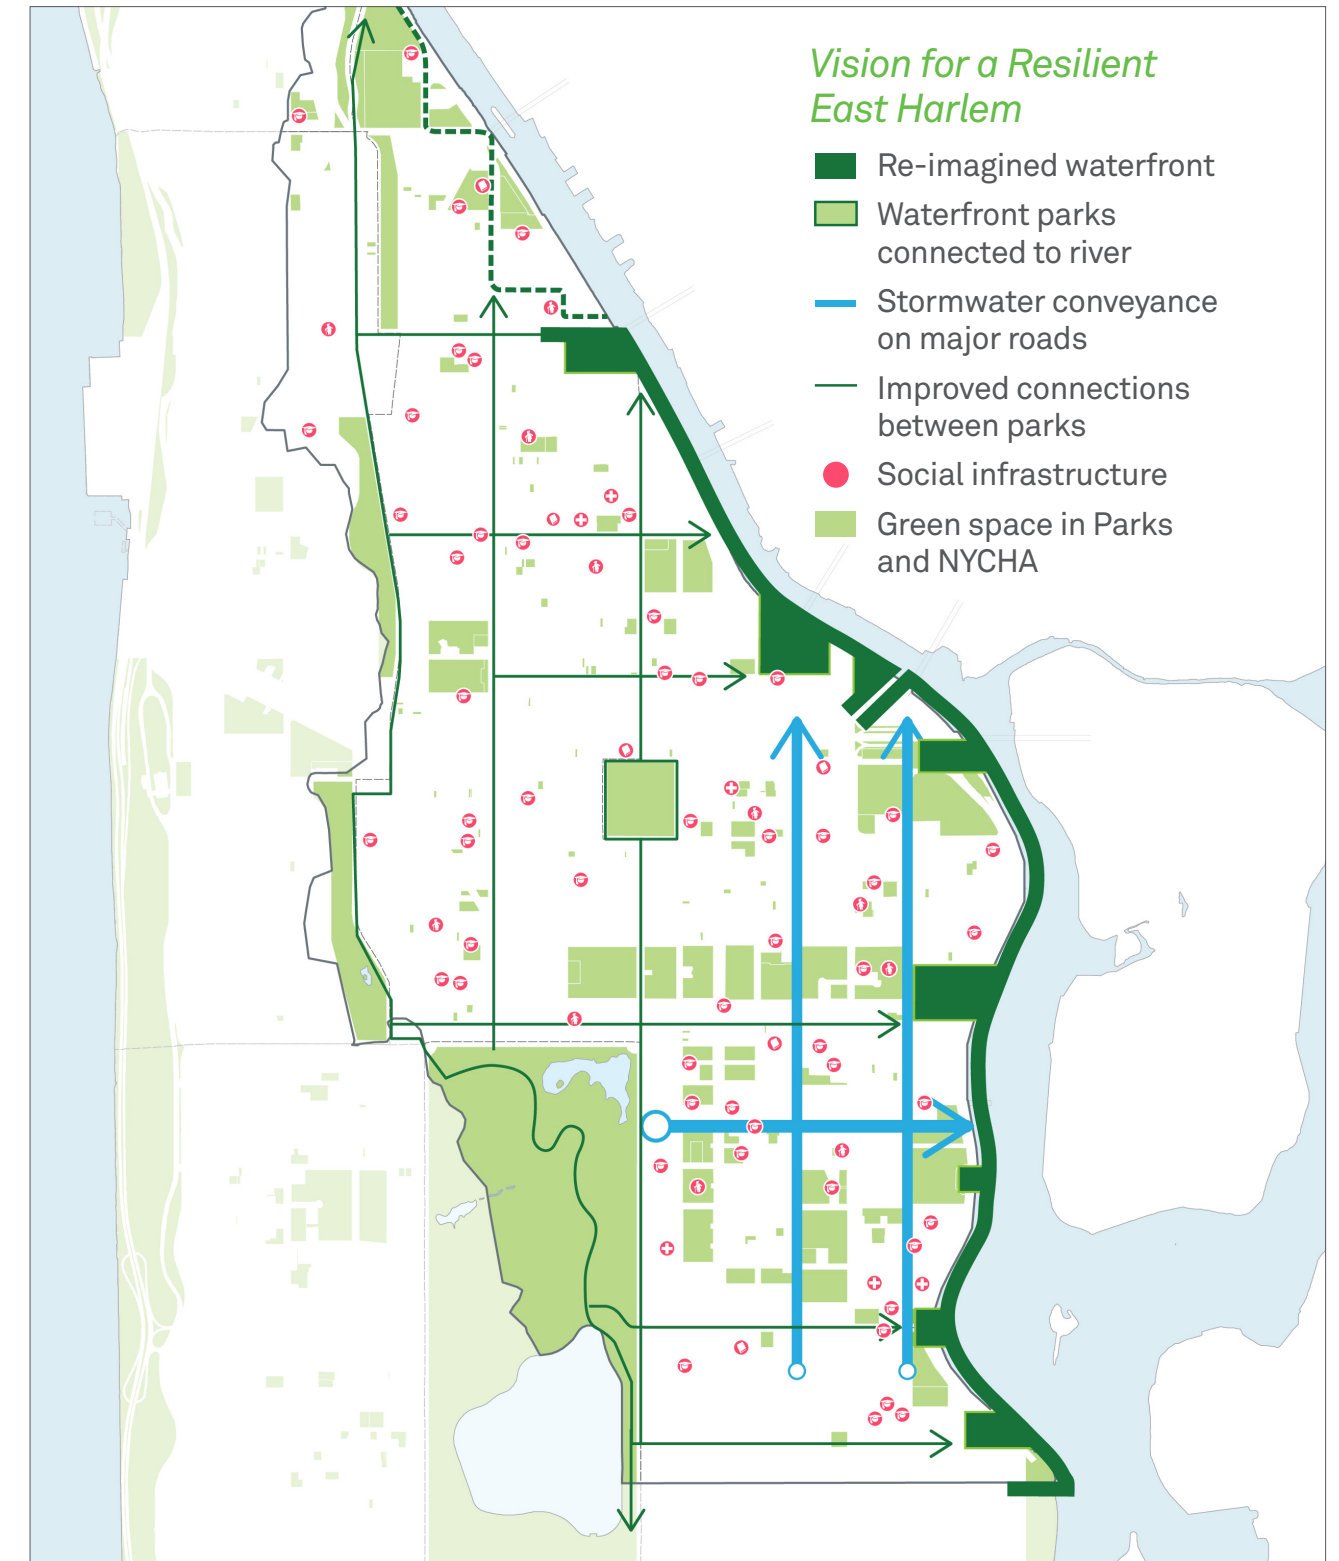 Vision for a Resilient
East Harlem
Re-imagined waterfront
Waterfront parks
connected to river
Stormwater conveyance
on major roads
Improved connections
between parks
Social infrastructure
Green space in Parks
and NYCHA